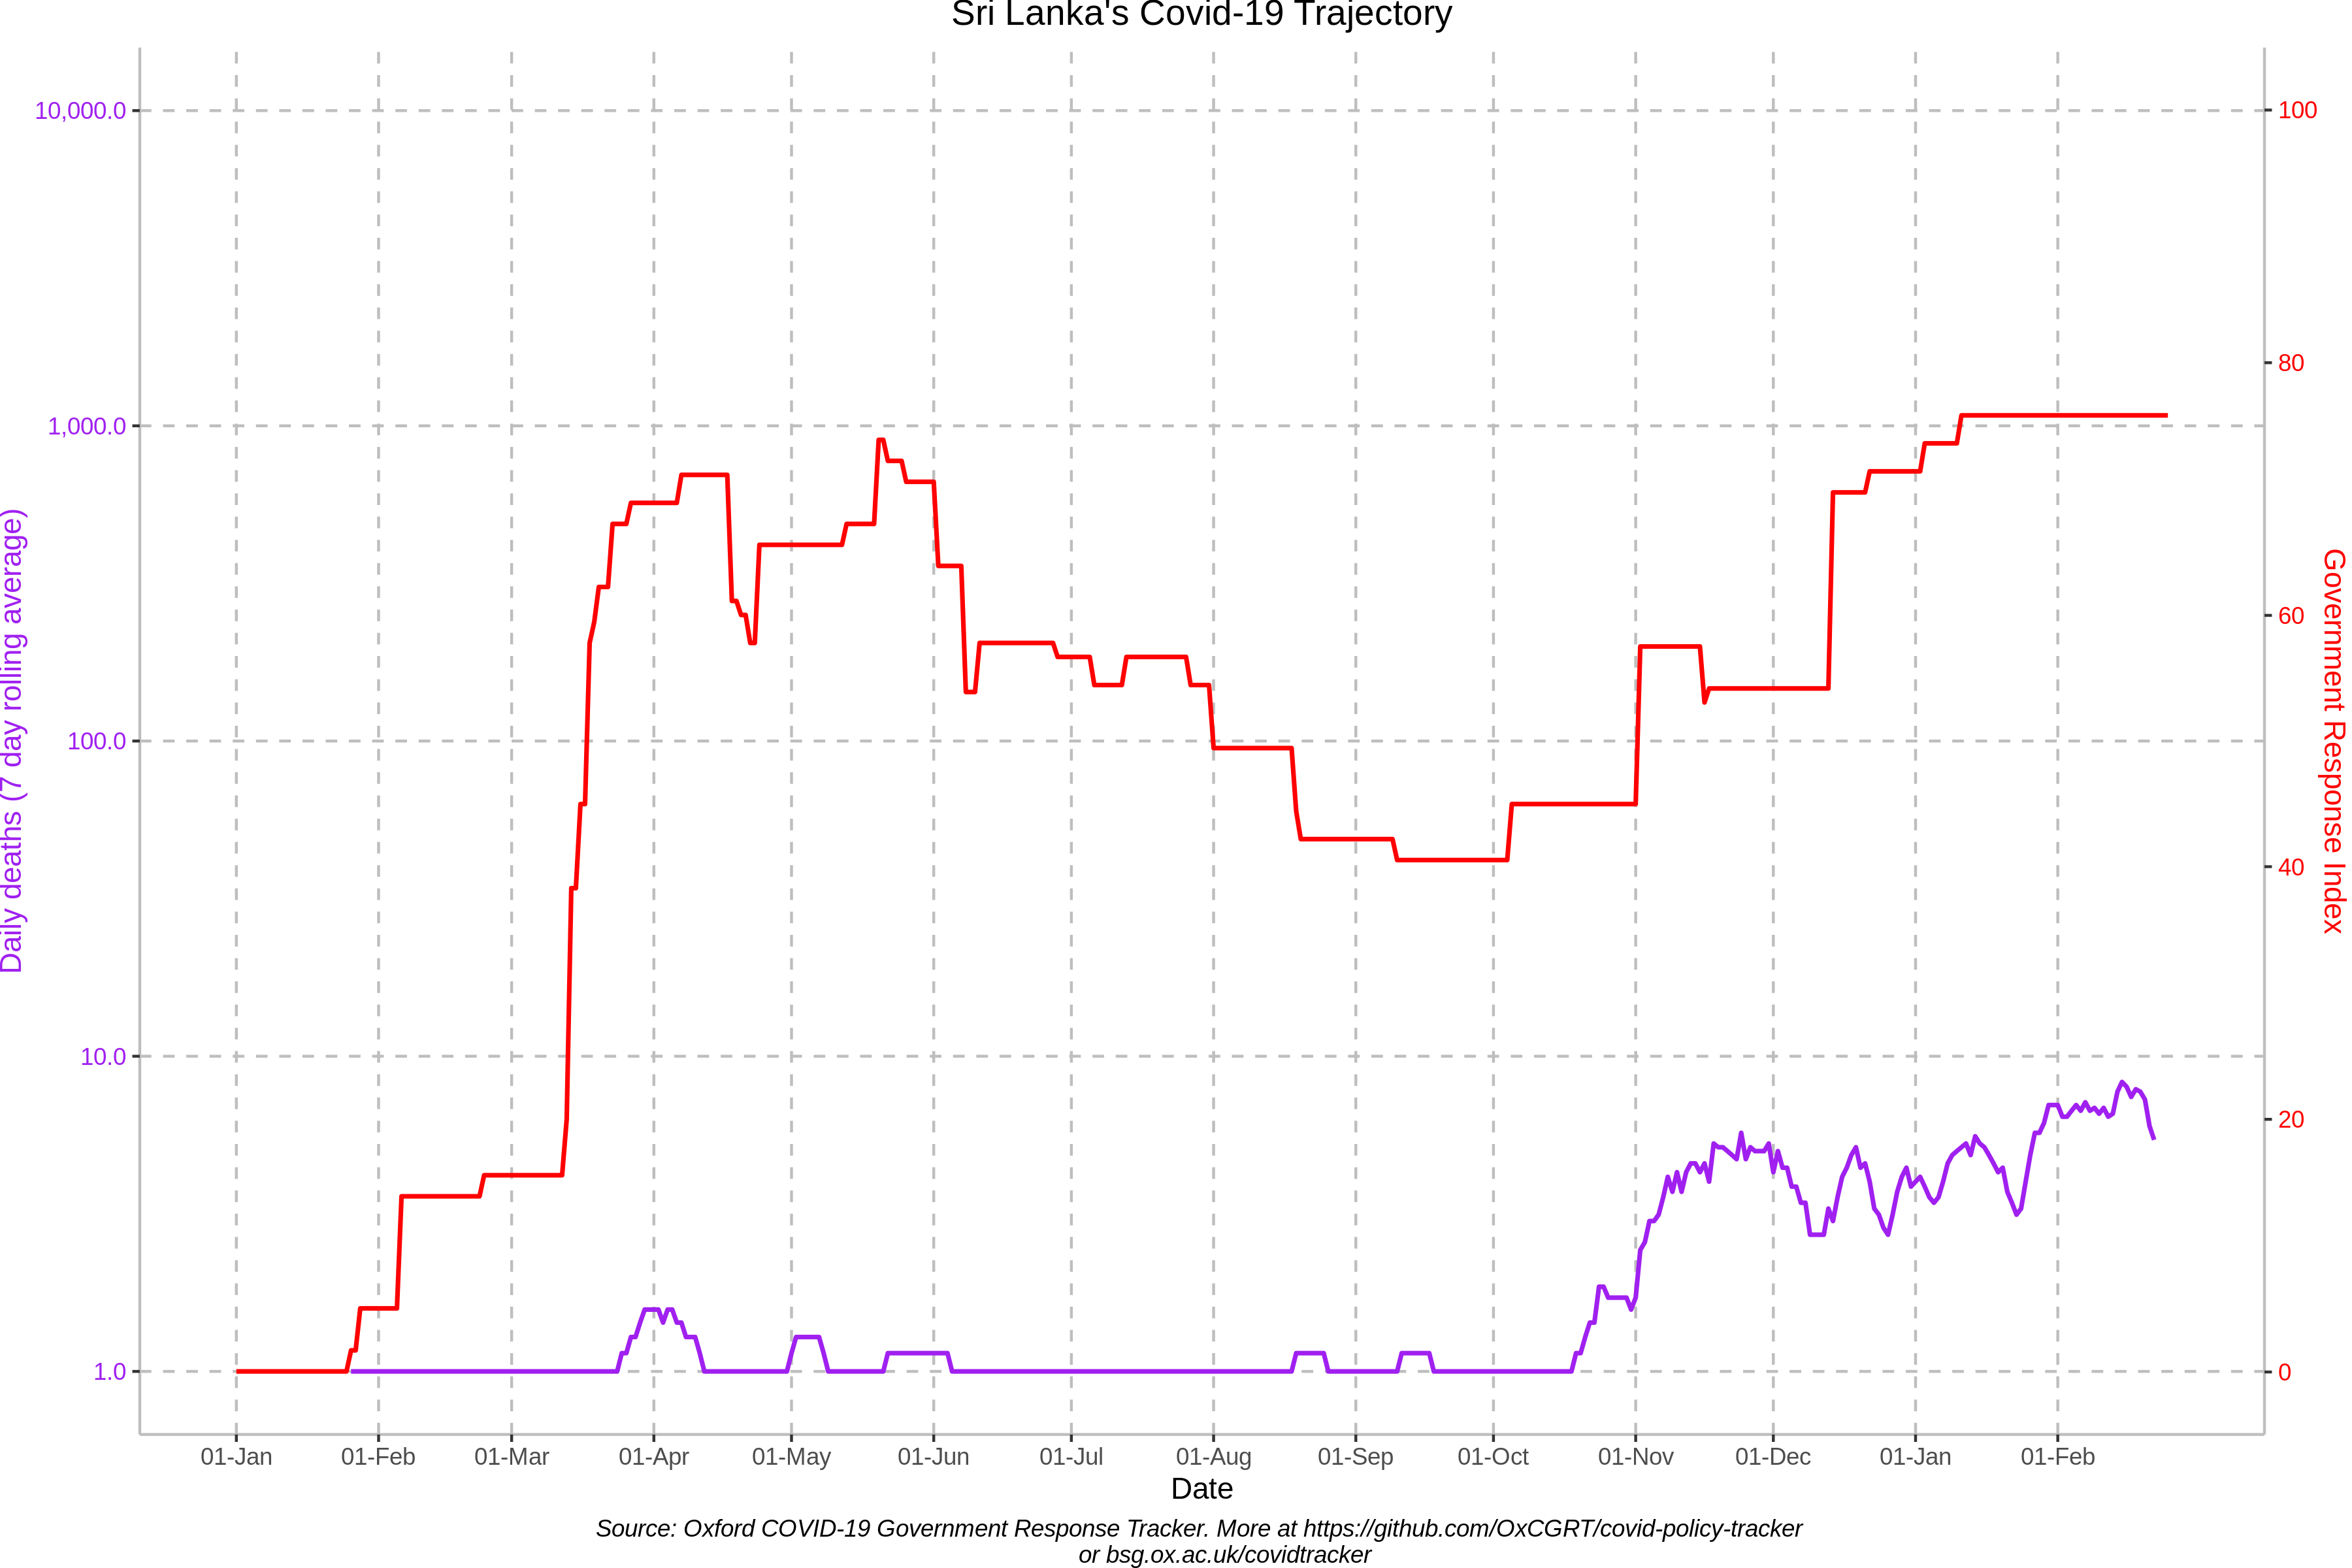 Sri Lanka's Covid-19 Trajectory
10,000.0
1,000.0
100.0
10.0
1.0
Daily deaths (7 day rolling average)
100
80
60
40
20
0
Government Response Index
01-Jan 01-Feb 01-Mar 01-Apr 01-May 01-Jun 01-Jul 01-Aug 01-Sep 01-Oct 01-Nov 01-Dec 01-Jan 01-Feb
Date
Source: Oxford COVID-19 Government Response Tracker. More at https://github.com/OxCGRT/covid-policy-tracker
or bsg.ox.ac.uk/covidtracker